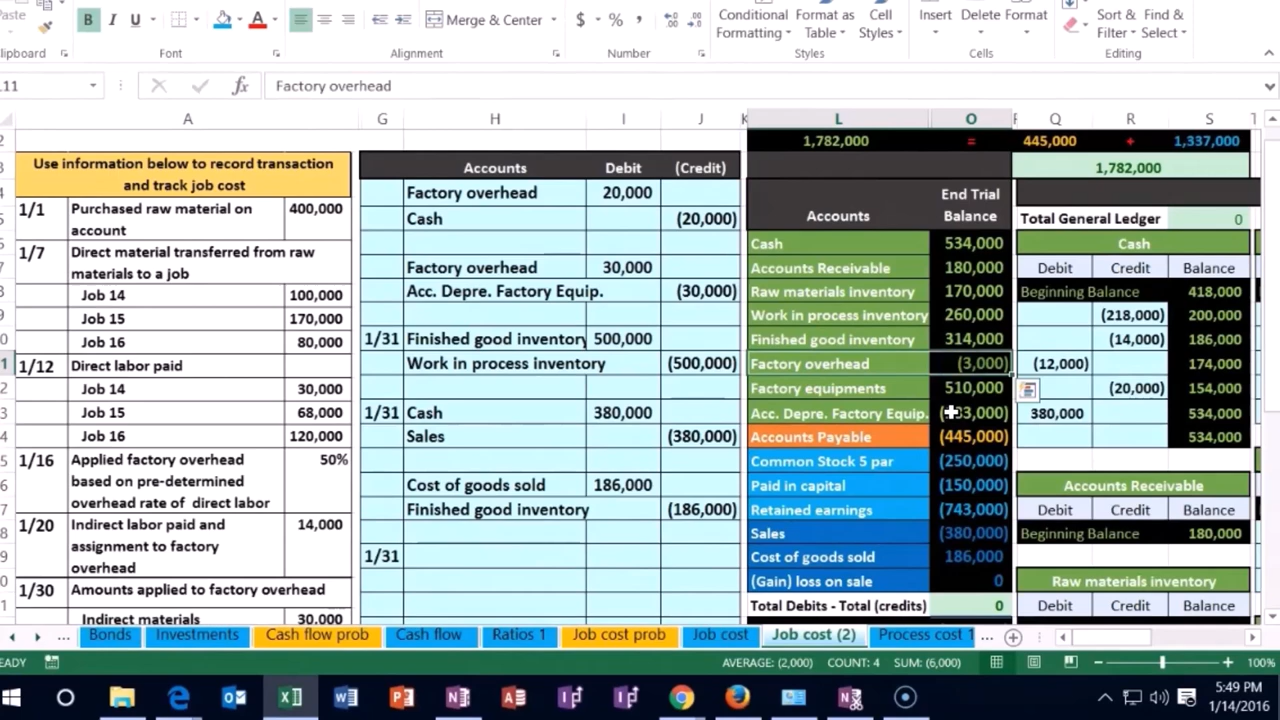 B I U A Merge & Center $ % , Conditional Formatting Format as Table Cell Styles Insert Delete Format Sort & Filter Find & Select
Clipboard Font Alignment Number Styles Cells Editing
L11 fx Factory overhead
A G H I J K L O Q R S
1,782,000 = 445,000 + 1,337,000
Use information below to record transaction and track job cost
1/1 Purchased raw material on account 400,000
1/7 Direct material transferred from raw materials to a job
Job 14 100,000
Job 15 170,000
Job 16 80,000
1/12 Direct labor paid
Job 14 30,000
Job 15 68,000
Job 16 120,000
1/16 Applied factory overhead based on pre-determined overhead rate of direct labor 50%
1/20 Indirect labor paid and assignment to factory overhead 14,000
1/30 Amounts applied to factory overhead
Indirect materials 30,000
Accounts Debit (Credit)
Factory overhead 20,000
Cash (20,000)
Factory overhead 30,000
Acc. Depre. Factory Equip. (30,000)
1/31 Finished good inventory 500,000
Work in process inventory (500,000)
1/31 Cash 380,000
Sales (380,000)
Cost of goods sold 186,000
Finished good inventory (186,000)
1/31
Accounts End Trial Balance
Cash 534,000
Accounts Receivable 180,000
Raw materials inventory 170,000
Work in process inventory 260,000
Finished good inventory 314,000
Factory overhead (3,000)
Factory equipments 510,000
Acc. Depre. Factory Equip.
Accounts Payable (445,000)
Common Stock 5 par (250,000)
Paid in capital (150,000)
Retained earnings (743,000)
Sales (380,000)
Cost of goods sold 186,000
(Gain) loss on sale 0
Total Debits - Total (credits) 0
1,782,000
Total General Ledger 0
Cash
Debit Credit Balance
Beginning Balance 418,000
(218,000) 200,000
(14,000) 186,000
(12,000) 174,000
(20,000) 154,000
380,000 534,000
534,000
Accounts Receivable
Debit Credit Balance
Beginning Balance 180,000
Raw materials inventory
Debit Credit Balance
... Bonds Investments Cash flow prob Cash flow Ratios 1 Job cost prob Job cost Job cost (2) Process cost 1 ...
READY AVERAGE: (2,000) COUNT: 4 SUM: (6,000) 100%
5:49 PM
1/14/2016